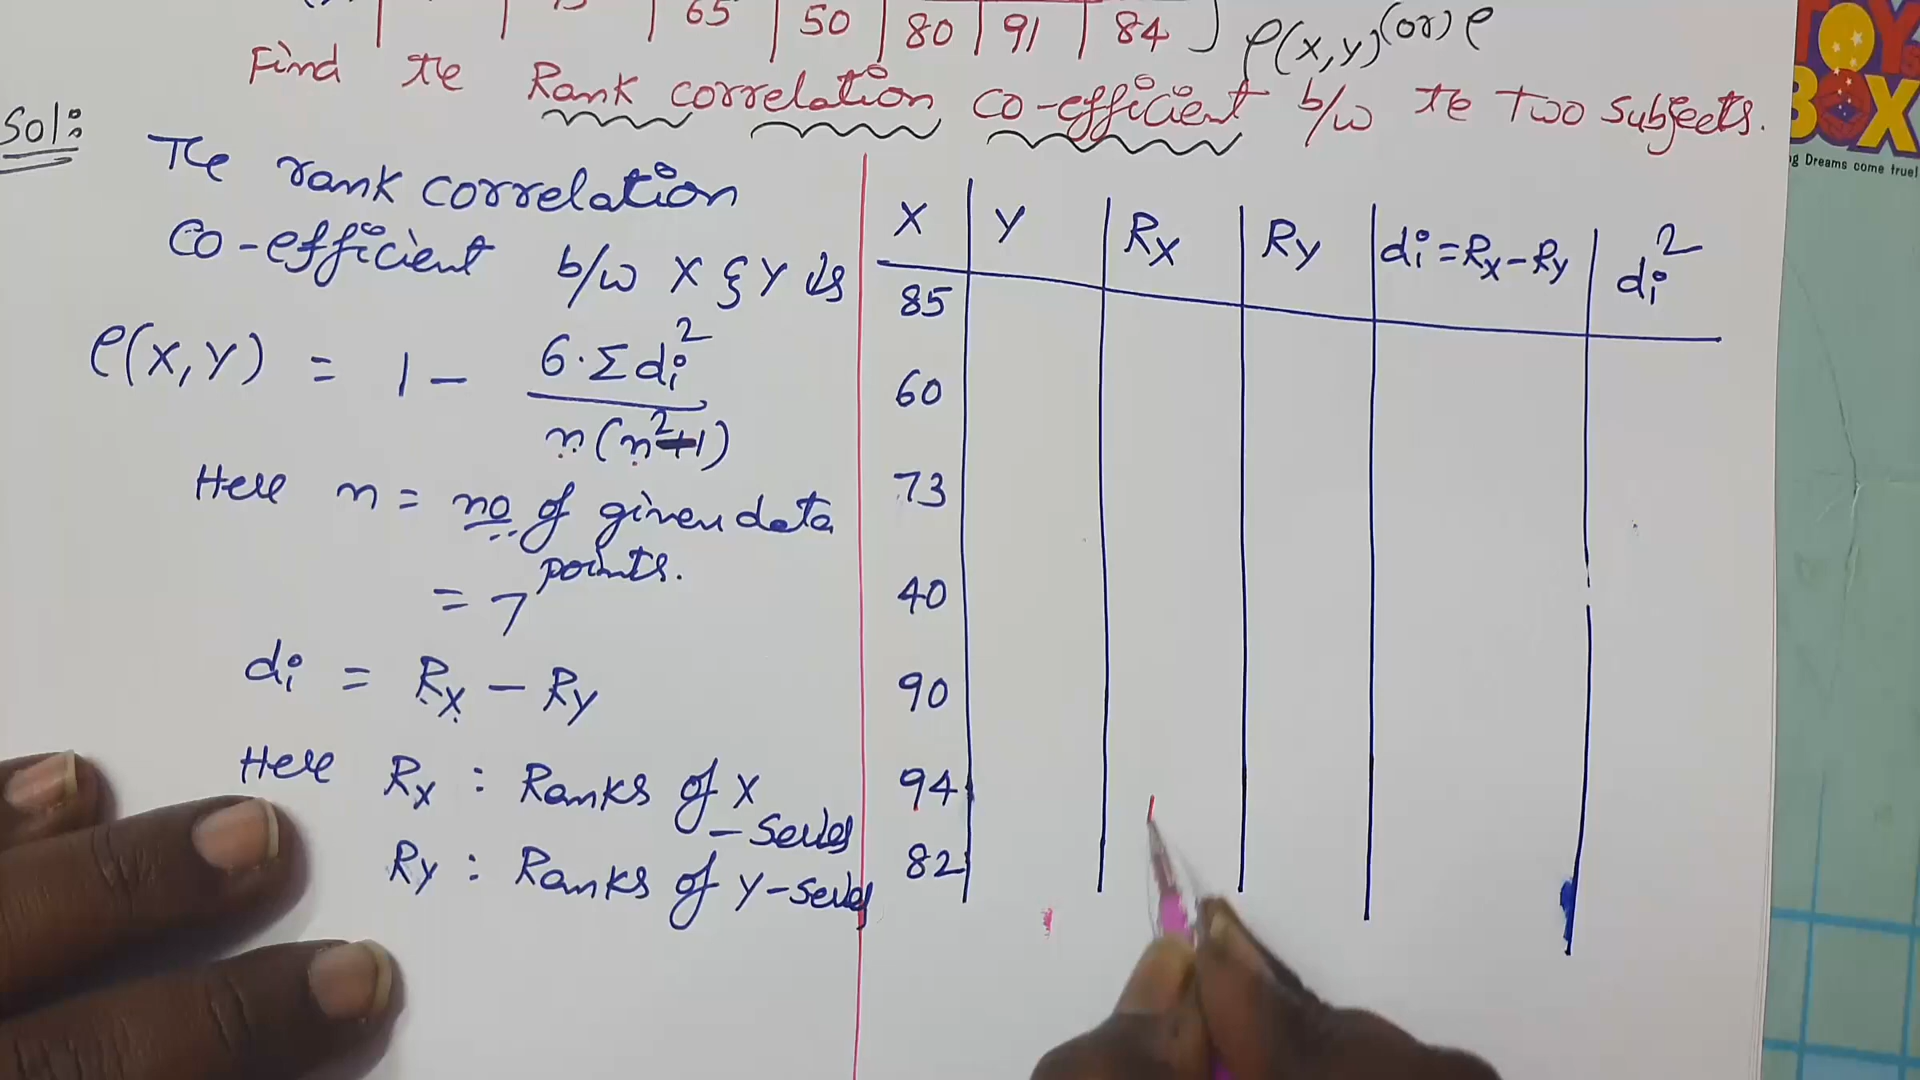 65 50 80 91 84 ρ(X,Y) (or) ρ
Find the Rank correlation co-efficient b/w the Two subjects.
Sol:
The rank correlation
co-efficient b/w X & Y is
ρ(X,Y) = 1 - 6·Σdi² / n(n²-1)
Here n = no of given data
points.
= 7
di = Rx - Ry
Here Rx : Ranks of X
- series
Ry : Ranks of Y-series
X Y Rx Ry di=Rx-Ry di²
85
60
73
40
90
94
82
TOYS
BOX
g Dreams come true!